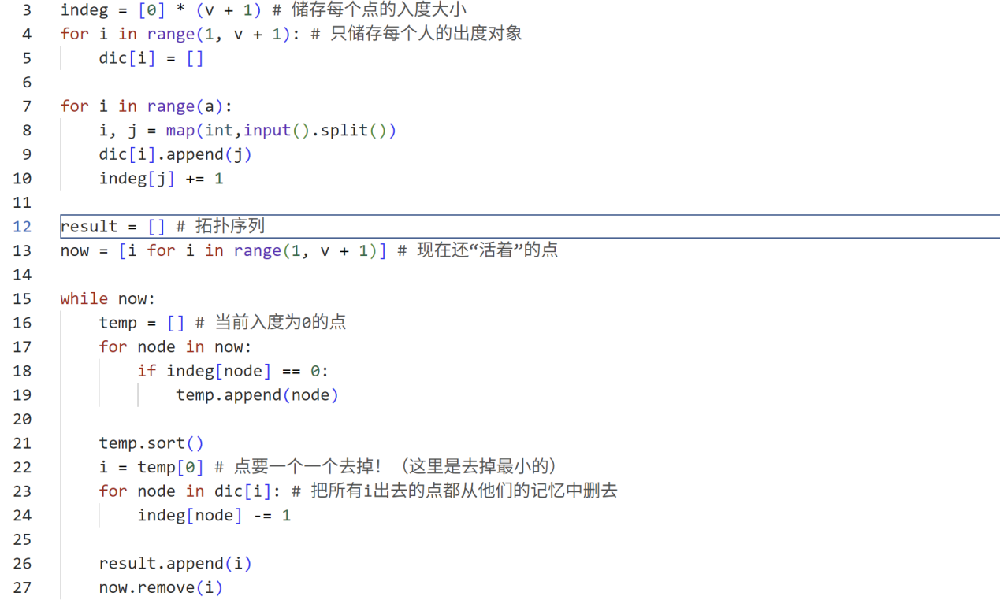 3 indeg = [0] * (v + 1) # 储存每个点的入度大小
4 for i in range(1, v + 1): # 只储存每个人的出度对象
5     dic[i] = []
6
7 for i in range(a):
8     i, j = map(int,input().split())
9     dic[i].append(j)
10     indeg[j] += 1
11
12 result = [] # 拓扑序列
13 now = [i for i in range(1, v + 1)] # 现在还“活着”的点
14
15 while now:
16     temp = [] # 当前入度为0的点
17     for node in now:
18         if indeg[node] == 0:
19             temp.append(node)
20
21     temp.sort()
22     i = temp[0] # 点要一个一个去掉！（这里是去掉最小的）
23     for node in dic[i]: # 把所有i出去的点都从他们的记忆中删去
24         indeg[node] -= 1
25
26     result.append(i)
27     now.remove(i)